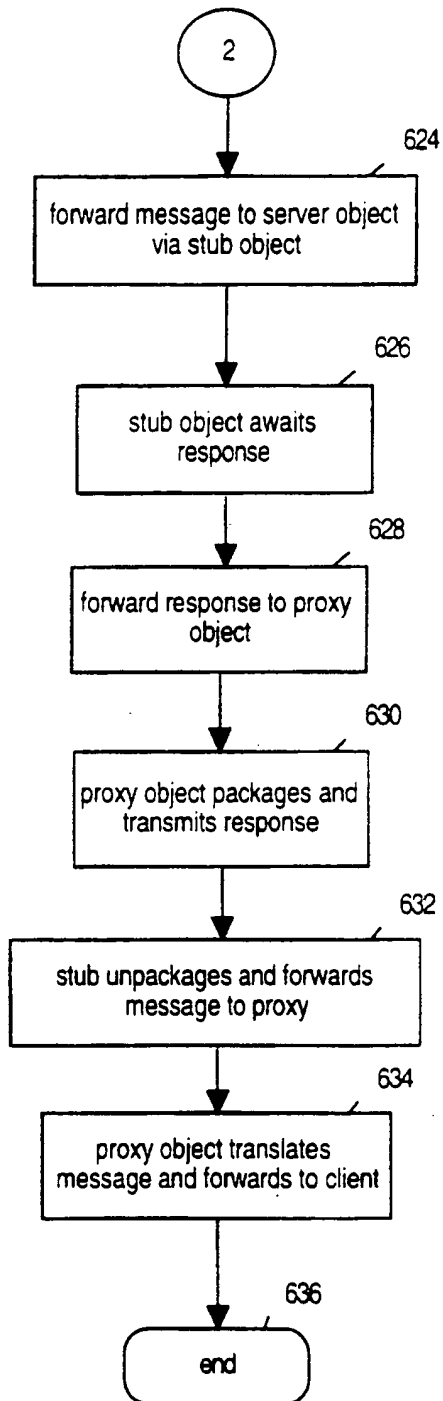 2
624
forward message to server object
via stub object
626
stub object awaits
response
628
forward response to proxy
object
630
proxy object packages and
transmits response
632
stub unpackages and forwards
message to proxy
634
proxy object translates
message and forwards to client
636
end